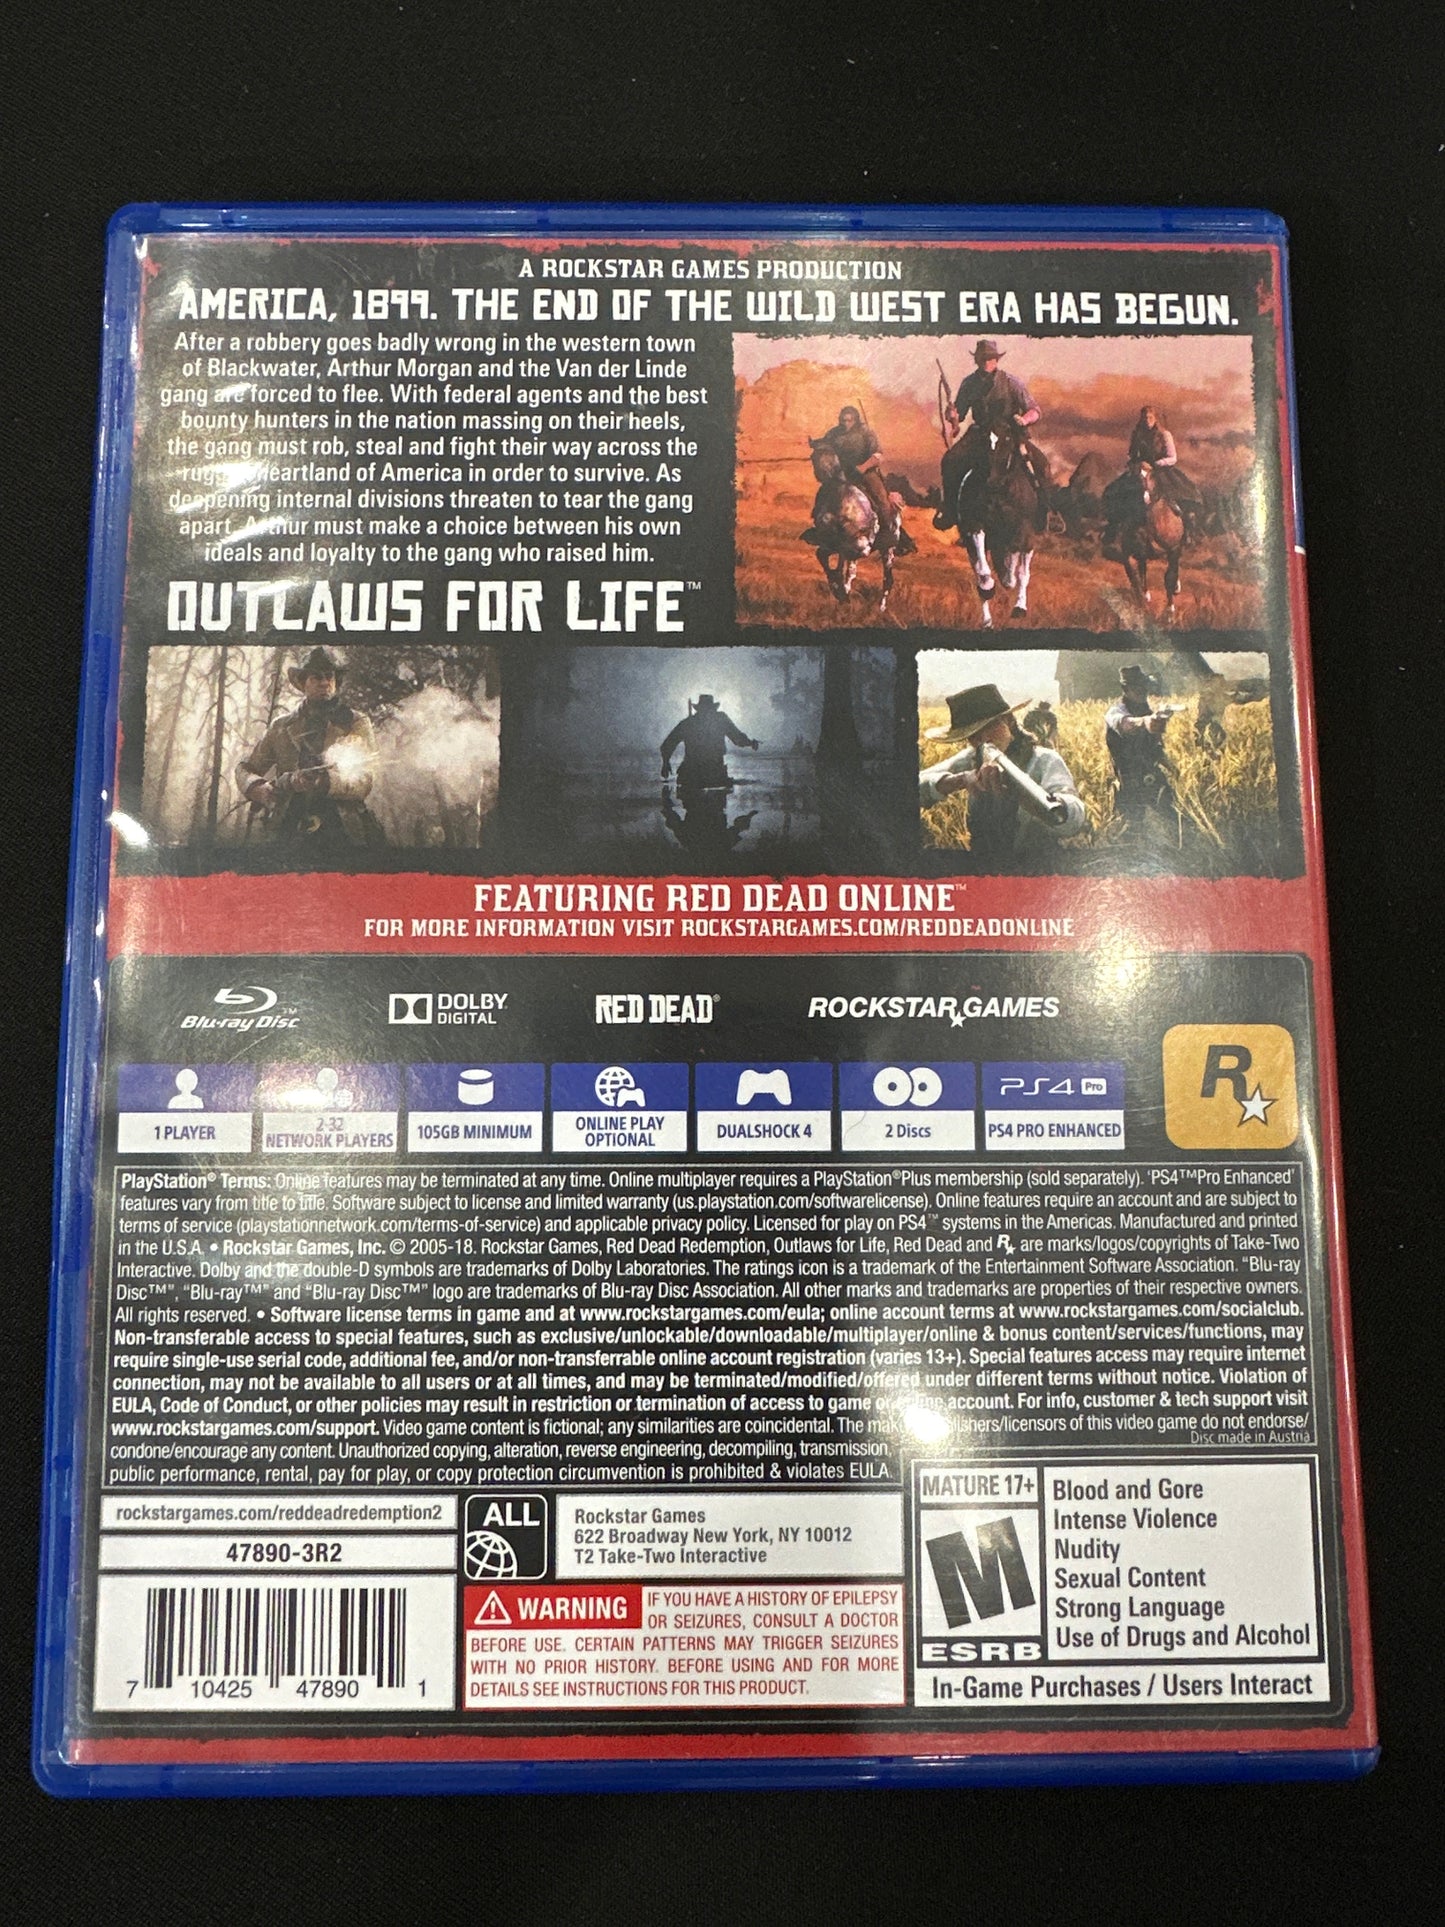 A ROCKSTAR GAMES PRODUCTION
AMERICA, 1899. THE END OF THE WILD WEST ERA HAS BEGUN.
After a robbery goes badly wrong in the western town
of Blackwater, Arthur Morgan and the Van der Linde
gang are forced to flee. With federal agents and the best
bounty hunters in the nation massing on their heels,
the gang must rob, steal and fight their way across the
heartland of America in order to survive. As
deepening internal divisions threaten to tear the gang
apart, Arthur must make a choice between his own
ideals and loyalty to the gang who raised him.
OUTLAWS FOR LIFE™
FEATURING RED DEAD ONLINE™
FOR MORE INFORMATION VISIT ROCKSTARGAMES.COM/REDDEADONLINE
Blu-ray Disc™
DOLBY
DIGITAL
RED DEAD®
ROCKSTAR GAMES™
R
1 PLAYER
2-32
NETWORK PLAYERS
105GB MINIMUM
ONLINE PLAY
OPTIONAL
DUALSHOCK 4
2 Discs
PS4 Pro
PS4 PRO ENHANCED
PlayStation® Terms: Online features may be terminated at any time. Online multiplayer requires a PlayStation®Plus membership (sold separately). 'PS4™Pro Enhanced'
features vary from title to title. Software subject to license and limited warranty (us.playstation.com/softwarelicense). Online features require an account and are subject to
terms of service (playstationnetwork.com/terms-of-service) and applicable privacy policy. Licensed for play on PS4™ systems in the Americas. Manufactured and printed
in the U.S.A. • Rockstar Games, Inc. © 2005-18. Rockstar Games, Red Dead Redemption, Outlaws for Life, Red Dead and R are marks/logos/copyrights of Take-Two
Interactive. Dolby and the double-D symbols are trademarks of Dolby Laboratories. The ratings icon is a trademark of the Entertainment Software Association. "Blu-ray
Disc™", "Blu-ray™" and "Blu-ray Disc™" logo are trademarks of Blu-ray Disc Association. All other marks and trademarks are properties of their respective owners.
All rights reserved. • Software license terms in game and at www.rockstargames.com/eula; online account terms at www.rockstargames.com/socialclub.
Non-transferable access to special features, such as exclusive/unlockable/downloadable/multiplayer/online & bonus content/services/functions, may
require single-use serial code, additional fee, and/or non-transferrable online account registration (varies 13+). Special features access may require internet
connection, may not be available to all users or at all times, and may be terminated/modified/offered under different terms without notice. Violation of
EULA, Code of Conduct, or other policies may result in restriction or termination of access to game or online account. For info, customer & tech support visit
www.rockstargames.com/support. Video game content is fictional; any similarities are coincidental. The of this video game do not endorse/
condone/encourage any content. Unauthorized copying, alteration, reverse engineering, decompiling, transmission,
public performance, rental, pay for play, or copy protection circumvention is prohibited & violates EULA.
Disc made in Austria
rockstargames.com/reddeadredemption2
47890-3R2
7 10425 47890 1
ALL
Rockstar Games
622 Broadway New York, NY 10012
T2 Take-Two Interactive
WARNING IF YOU HAVE A HISTORY OF EPILEPSY
OR SEIZURES, CONSULT A DOCTOR
BEFORE USE. CERTAIN PATTERNS MAY TRIGGER SEIZURES
WITH NO PRIOR HISTORY. BEFORE USING AND FOR MORE
DETAILS SEE INSTRUCTIONS FOR THIS PRODUCT.
MATURE 17+
M
ESRB
Blood and Gore
Intense Violence
Nudity
Sexual Content
Strong Language
Use of Drugs and Alcohol
In-Game Purchases / Users Interact